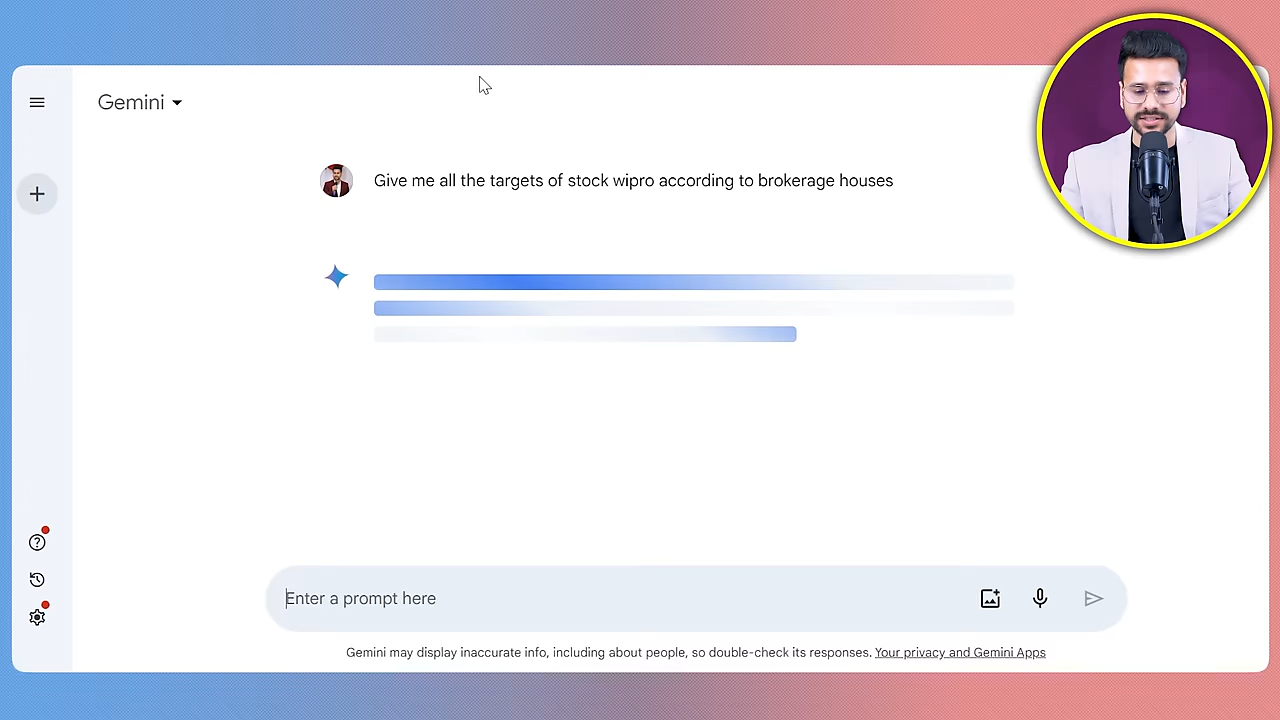 Gemini
Give me all the targets of stock wipro according to brokerage houses
Enter a prompt here
Gemini may display inaccurate info, including about people, so double-check its responses. Your privacy and Gemini Apps